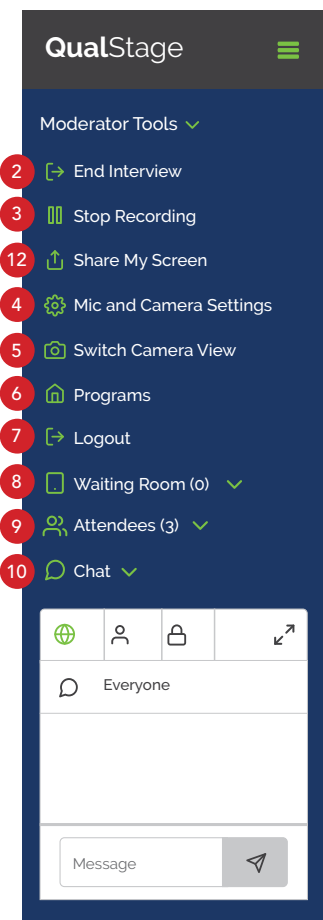 QualStage
Moderator Tools
2 End Interview
3 Stop Recording
12 Share My Screen
4 Mic and Camera Settings
5 Switch Camera View
6 Programs
7 Logout
8 Waiting Room (0)
9 Attendees (3)
10 Chat
Everyone
Message